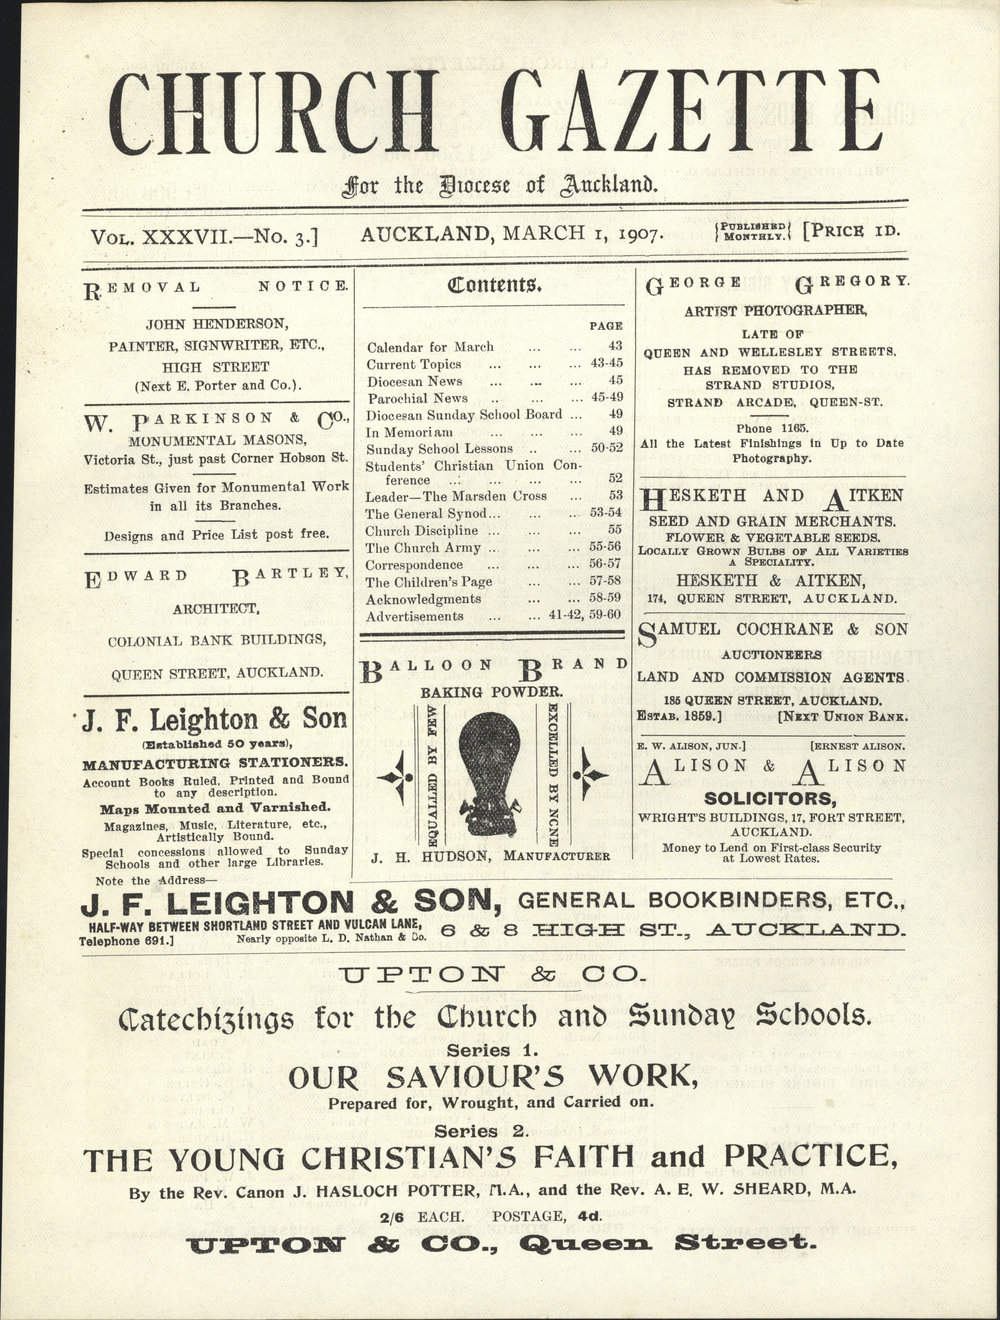 CHURCH GAZETTE
For the Diocese of Auckland.
VOL. XXXVII.—No. 3.] AUCKLAND, MARCH 1, 1907. {PUBLISHED MONTHLY.} [PRICE 1D.
REMOVAL NOTICE.
JOHN HENDERSON,
PAINTER, SIGNWRITER, ETC.,
HIGH STREET
(Next E. Porter and Co.).
W. PARKINSON & CO.,
MONUMENTAL MASONS,
Victoria St., just past Corner Hobson St.
Estimates Given for Monumental Work
in all its Branches.
Designs and Price List post free.
EDWARD BARTLEY,
ARCHITECT,
COLONIAL BANK BUILDINGS,
QUEEN STREET, AUCKLAND.
J. F. Leighton & Son
(Established 50 years),
MANUFACTURING STATIONERS.
Account Books Ruled, Printed and Bound
to any description.
Maps Mounted and Varnished.
Magazines, Music, Literature, etc.,
Artistically Bound.
Special concessions allowed to Sunday
Schools and other large Libraries.
Note the Address—
Contents.
PAGE
Calendar for March ... ... 43
Current Topics ... ... ... 43-45
Diocesan News ... ... ... 45
Parochial News .. ... ... 45-49
Diocesan Sunday School Board ... 49
In Memoriam ... ... ... 49
Sunday School Lessons .. ... 50-52
Students' Christian Union Con-
ference ... ... ... ... 52
Leader—The Marsden Cross ... 53
The General Synod... ... ... 53-54
Church Discipline ... ... ... 55
The Church Army .. ... ... 55-56
Correspondence ... ... ... 56-57
The Children's Page ... ... 57-58
Acknowledgments ... ... 58-59
Advertisements ... ... 41-42, 59-60
BALLOON BRAND
BAKING POWDER.
EQUALLED BY FEW
EXCELLED BY NONE
J. H. HUDSON, MANUFACTURER
GEORGE GREGORY.
ARTIST PHOTOGRAPHER,
LATE OF
QUEEN AND WELLESLEY STREETS.
HAS REMOVED TO THE
STRAND STUDIOS,
STRAND ARCADE, QUEEN-ST.
Phone 1165.
All the Latest Finishings in Up to Date
Photography.
HESKETH AND AITKEN
SEED AND GRAIN MERCHANTS.
FLOWER & VEGETABLE SEEDS.
LOCALLY GROWN BULBS OF ALL VARIETIES
A SPECIALITY.
HESKETH & AITKEN,
174, QUEEN STREET, AUCKLAND.
SAMUEL COCHRANE & SON
AUCTIONEERS
LAND AND COMMISSION AGENTS.
185 QUEEN STREET, AUCKLAND.
ESTAB. 1859.] [NEXT UNION BANK.
E. W. ALISON, JUN.] [ERNEST ALISON.
ALISON & ALISON
SOLICITORS,
WRIGHT'S BUILDINGS, 17, FORT STREET,
AUCKLAND.
Money to Lend on First-class Security
at Lowest Rates.
J. F. LEIGHTON & SON, GENERAL BOOKBINDERS, ETC.,
HALF-WAY BETWEEN SHORTLAND STREET AND VULCAN LANE,
Telephone 691.] Nearly opposite L. D. Nathan & Co.
6 & 8 HIGH ST., AUCKLAND.
UPTON & CO.
Catechizings for the Church and Sunday Schools.
Series 1.
OUR SAVIOUR'S WORK,
Prepared for, Wrought, and Carried on.
Series 2.
THE YOUNG CHRISTIAN'S FAITH and PRACTICE,
By the Rev. Canon J. HASLOCH POTTER, M.A., and the Rev. A. E. W. SHEARD, M.A.
2/6 EACH. POSTAGE, 4d.
UPTON & CO., Queen Street.